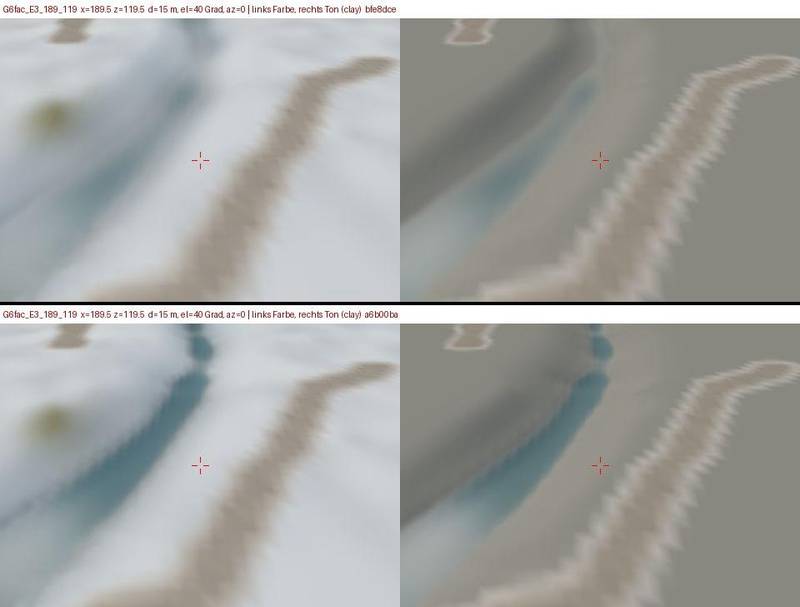 G6fac_E3_189_119 x=189.5 z=119.5 d=15 m, el=40 Grad, az=0 | links Farbe, rechts Ton (clay) bfe8dce
G6fac_E3_189_119 x=189.5 z=119.5 d=15 m, el=40 Grad, az=0 | links Farbe, rechts Ton (clay) a6b00ba